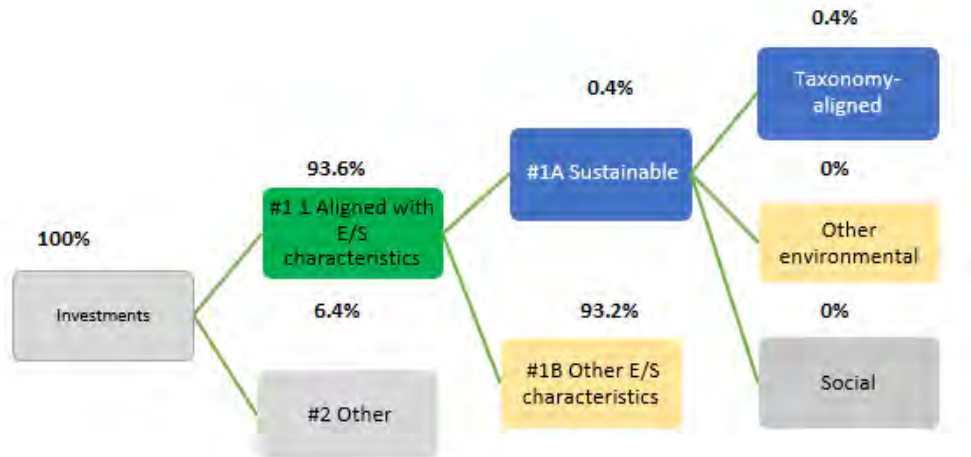 0.4%
Taxonomy-
aligned
0.4%
#1A Sustainable
93.6%
#1 1 Aligned with
E/S
characteristics
0%
Other
environmental
100%
Investments
6.4%
#2 Other
93.2%
#1B Other E/S
characteristics
0%
Social